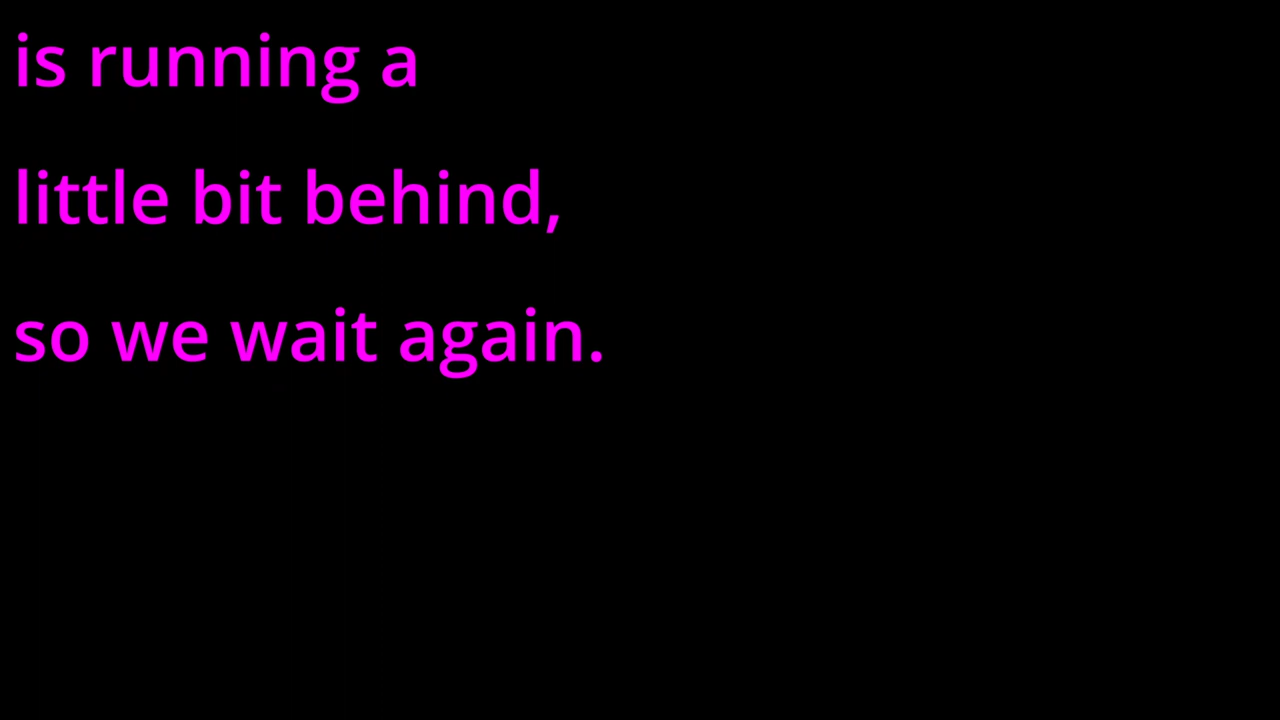 is running a
little bit behind,
so we wait again.